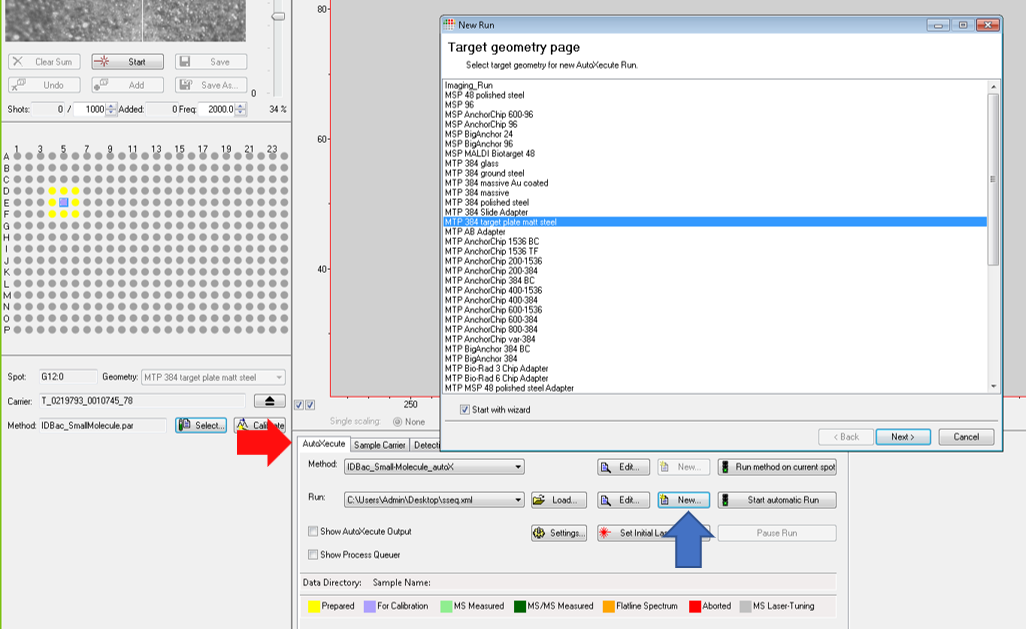 Clear Sum Start Save
Undo Add Save As...
0
Shots: 0 / 1000 Added: 0 Freq: 2000.0 34 %
1 3 5 7 9 11 13 15 17 19 21 23
A
B
C
D
E
F
G
H
I
J
K
L
M
N
O
P
Spot: G12:0 Geometry: MTP 384 target plate matt steel
Carrier: T_0219793_0010745_78
Method: IDBac_SmallMolecule.par Select... Calibrate
80
60
40
250
Single scaling: None
New Run
Target geometry page
Select target geometry for new AutoXecute Run.
Imaging_Run
MSP 48 polished steel
MSP 96
MSP AnchorChip 600-96
MSP AnchorChip 96
MSP BigAnchor 24
MSP BigAnchor 96
MSP MALDI Biotarget 48
MTP 384 glass
MTP 384 ground steel
MTP 384 massive Au coated
MTP 384 massive
MTP 384 polished steel
MTP 384 Slide Adapter
MTP 384 target plate matt steel
MTP AB Adapter
MTP AnchorChip 1536 BC
MTP AnchorChip 1536 TF
MTP AnchorChip 200-1536
MTP AnchorChip 200-384
MTP AnchorChip 384 BC
MTP AnchorChip 400-1536
MTP AnchorChip 400-384
MTP AnchorChip 600-1536
MTP AnchorChip 600-384
MTP AnchorChip 800-384
MTP AnchorChip var-384
MTP BigAnchor 384 BC
MTP BigAnchor 384
MTP Bio-Rad 3 Chip Adapter
MTP Bio-Rad 6 Chip Adapter
MTP MSP 48 polished steel Adapter
Start with wizard
< Back Next > Cancel
AutoXecute Sample Carrier Detecti
Method: IDBac_Small-Molecule_autoX Edit... New... Run method on current spot
Run: C:\Users\Admin\Desktop\sseq.xml Load... Edit... New... Start automatic Run
Show AutoXecute Output Settings... Set Initial La Pause Run
Show Process Queuer
Data Directory: Sample Name:
Prepared For Calibration MS Measured MS/MS Measured Flatline Spectrum Aborted MS Laser-Tuning